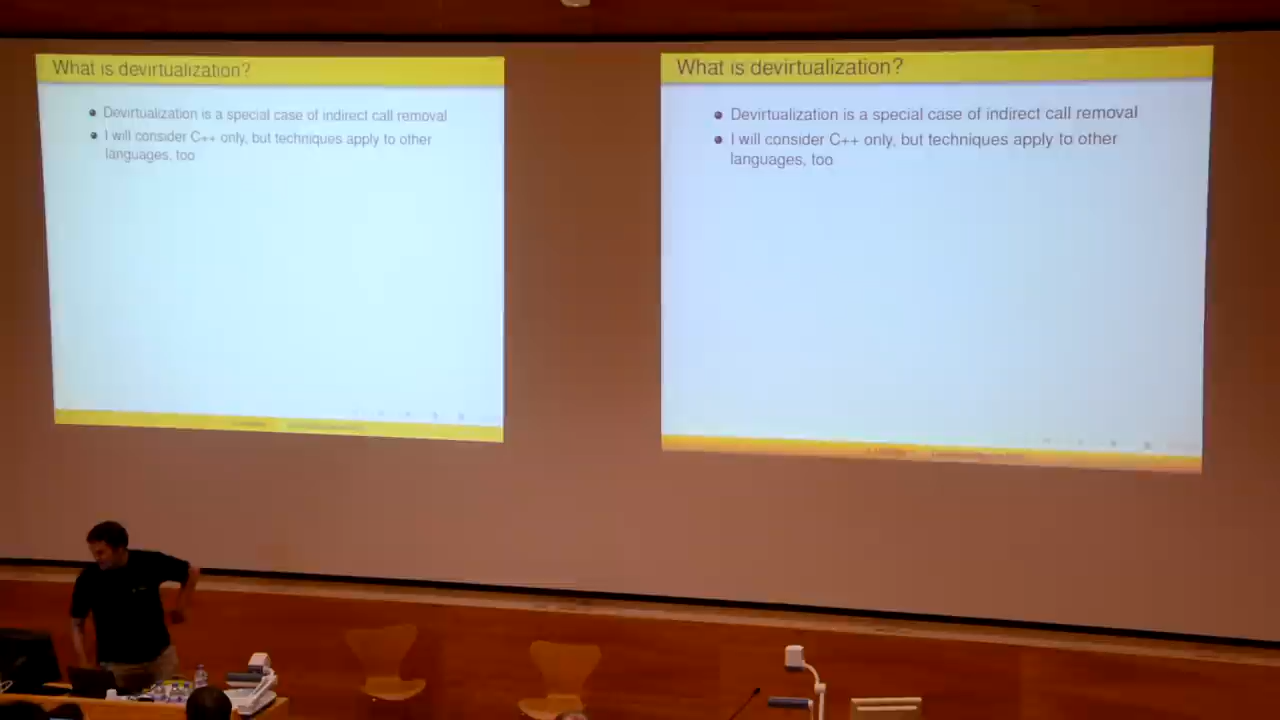 What is devirtualization?
Devirtualization is a special case of indirect call removal
I will consider C++ only, but techniques apply to other
languages, too
What is devirtualization?
Devirtualization is a special case of indirect call removal
I will consider C++ only, but techniques apply to other
languages, too